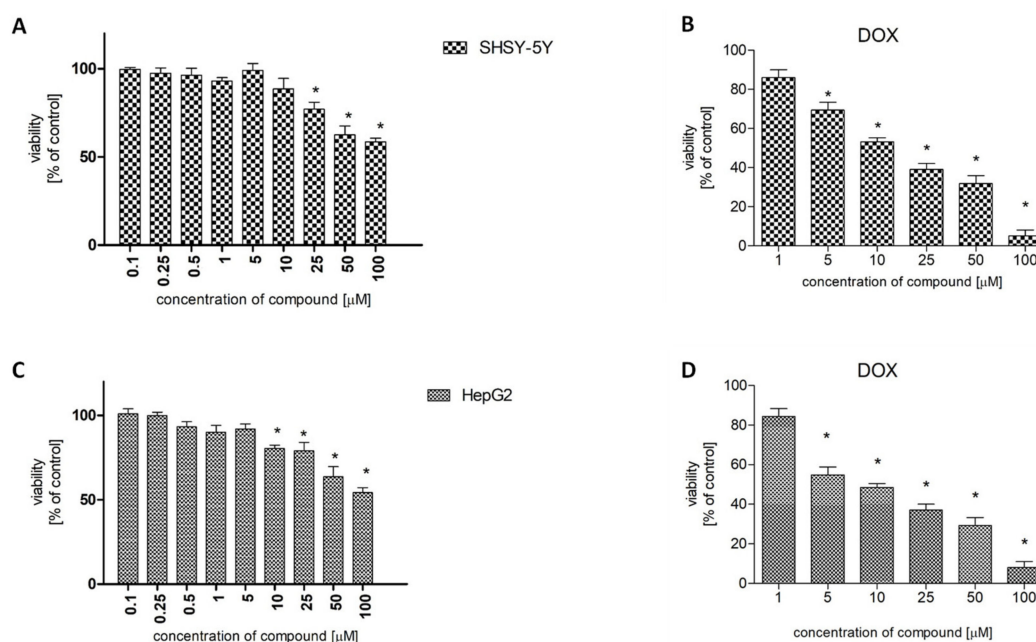 A
SHSY-5Y
viability
[% of control]
100
50
0
* * *
0.1 0.25 0.5 1 5 10 25 50 100
concentration of compound [µM]
B
DOX
viability
[% of control]
100
80
60
40
20
0
* * * * *
1 5 10 25 50 100
concentration of compound [µM]
C
HepG2
viability
[% of control]
100
50
0
* * * *
0.1 0.25 0.5 1 5 10 25 50 100
concentration of compound [µM]
D
DOX
viability
[% of control]
100
80
60
40
20
0
* * * * *
1 5 10 25 50 100
concentration of compound [µM]